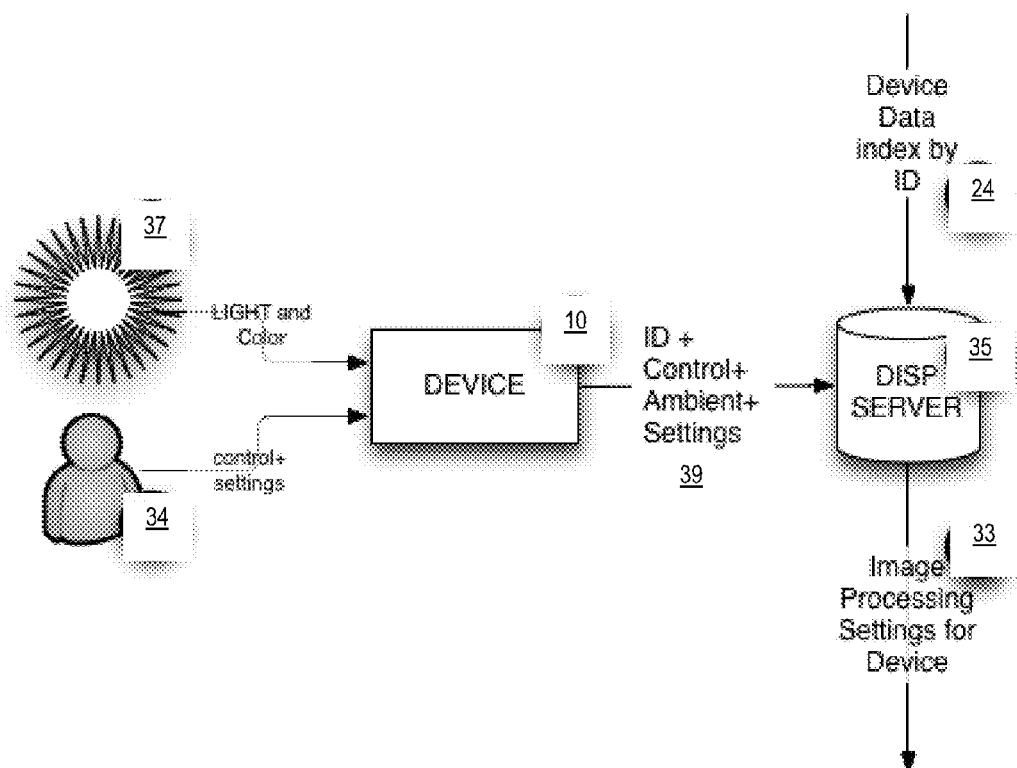 Device
Data
index by
ID
24
37
LIGHT and
Color
10
DEVICE
ID +
Control+
Ambient+
Settings
39
35
DISP
SERVER
control+
settings
34
33
Image
Processing
Settings for
Device